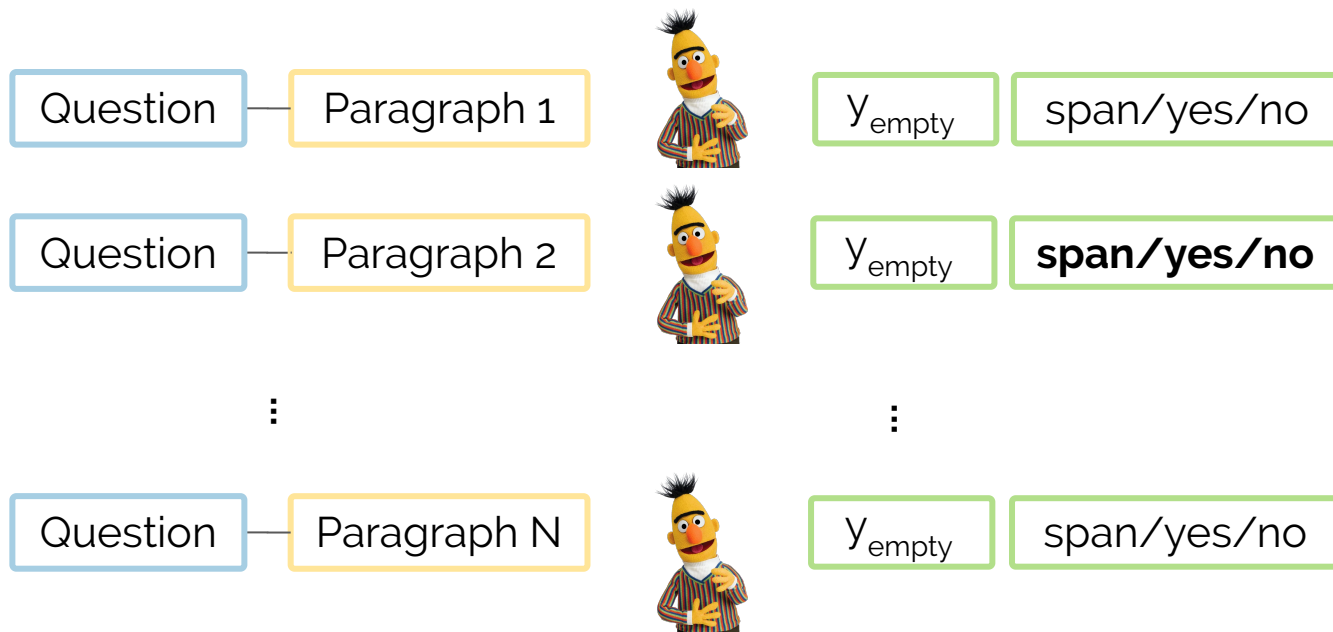 Question Paragraph 1 y_empty span/yes/no
Question Paragraph 2 y_empty span/yes/no
⋮ ⋮
Question Paragraph N y_empty span/yes/no